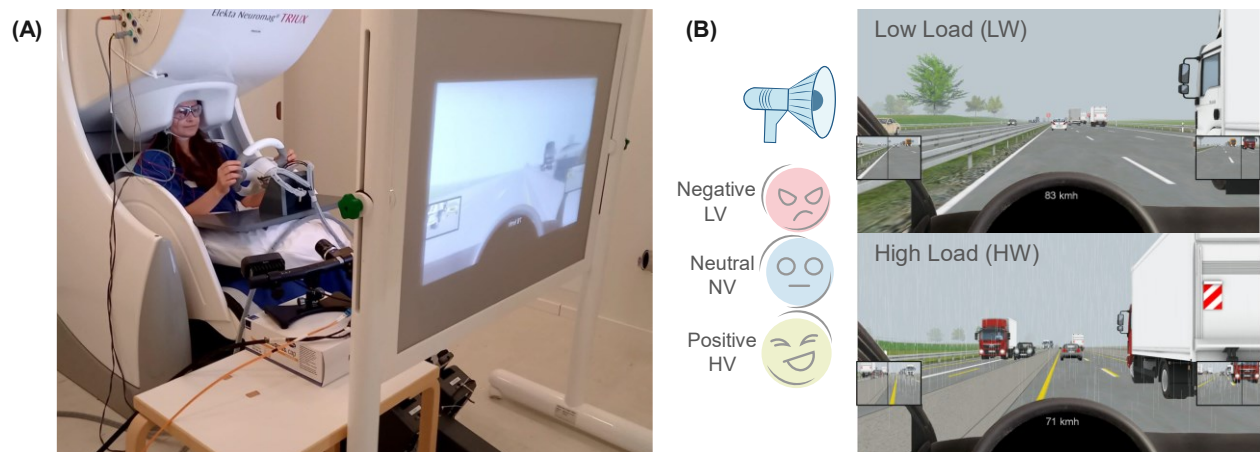 (A)
Elekta Neuromag® TRIUX
(B)
Negative
LV
Neutral
NV
Positive
HV
Low Load (LW)
83 kmh
High Load (HW)
71 kmh